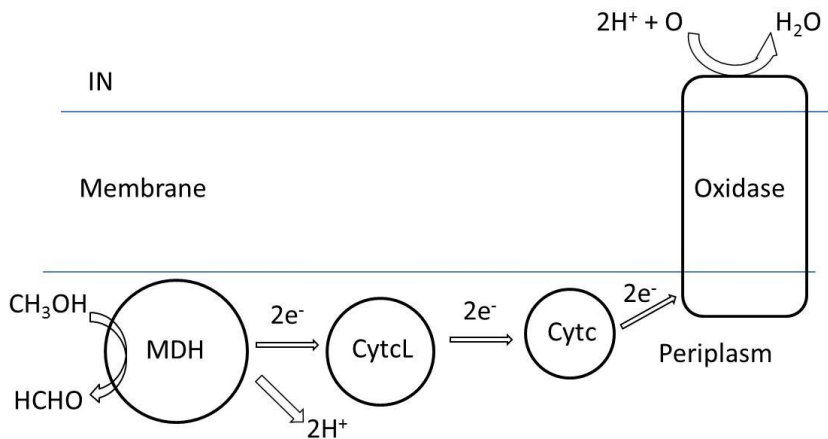 2H⁺ + O
H₂O
IN
Membrane
Oxidase
CH₃OH
2e⁻
2e⁻
2e⁻
MDH
CytcL
Cytc
Periplasm
HCHO
2H⁺